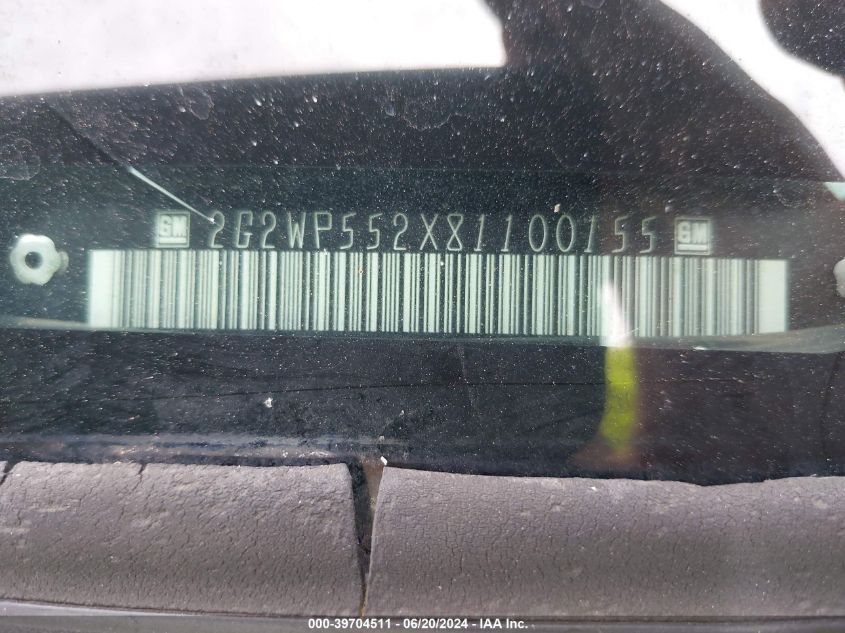 GM 2G2WP552X81100155 GM
000-39704511 - 06/20/2024 - IAA Inc.